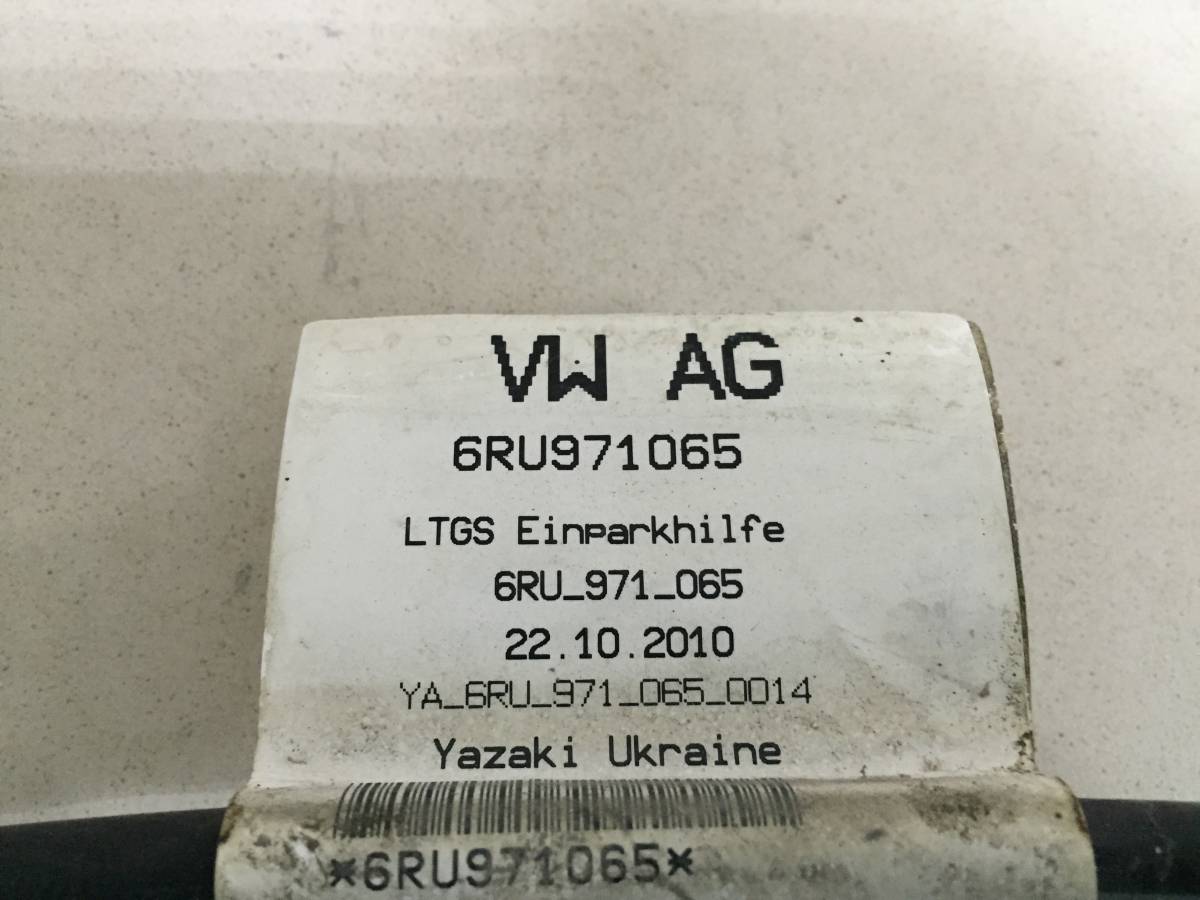 VW AG
6RU971065
LTGS Einparkhilfe
6RU_971_065
22.10.2010
YA_6RU_971_065_0014
Yazaki Ukraine
*6RU971065*